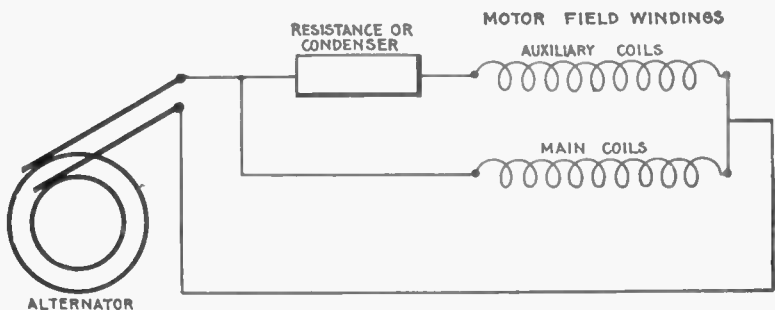 MOTOR FIELD WINDINGS
RESISTANCE OR
CONDENSER
AUXILIARY COILS
MAIN COILS
ALTERNATOR